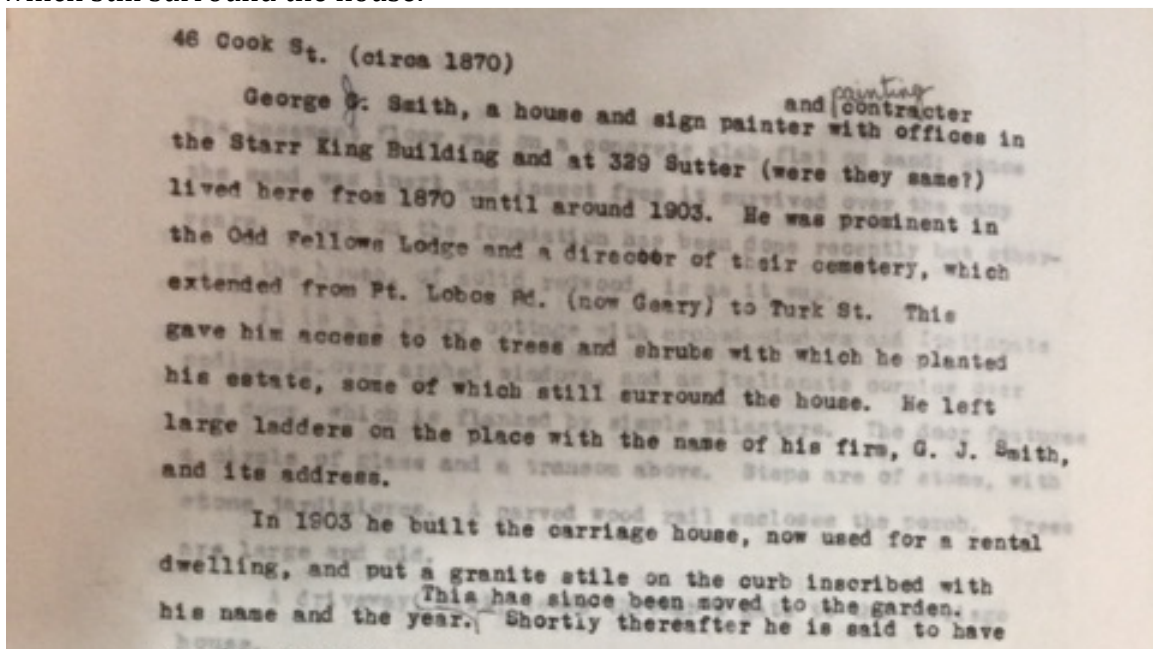 which still surround the house.
46 Cook St. (circa 1870)
painting
George J. Smith, a house and sign painter and contracter
with offices in
the Starr King Building and at 329 Sutter (were they same?)
lived here from 1870 until around 1903. He was prominent in
the Odd Fellows Lodge and a director of their cemetery, which
extended from Pt. Lobos Rd. (now Geary) to Turk St. This
gave him access to the trees and shrubs with which he planted
his estate, some of which still surround the house. He left
large ladders on the place with the name of his firm, G. J. Smith,
and its address.
In 1903 he built the carriage house, now used for a rental
dwelling, and put a granite stile on the curb inscribed with
This has since been moved to the garden.
his name and the year. Shortly thereafter he is said to have